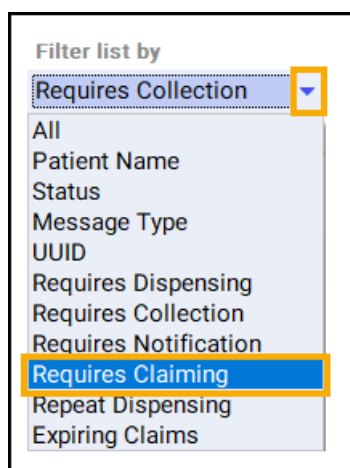 Filter list by
Requires Collection
All
Patient Name
Status
Message Type
UUID
Requires Dispensing
Requires Collection
Requires Notification
Requires Claiming
Repeat Dispensing
Expiring Claims